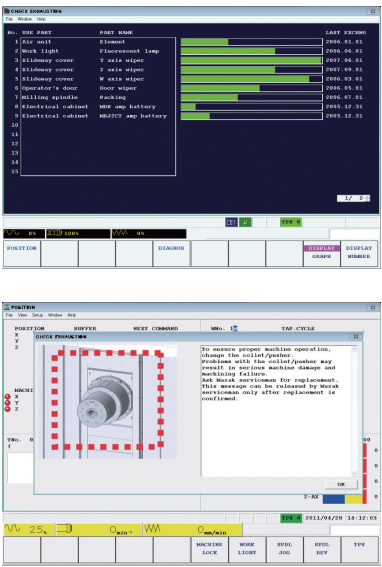 CHECK EXHAUSTION
File Window Help
No. USE PART PART NAME LAST EXCHNG
1 Air unit Element 2006.01.01
2 Work light Fluorescent lamp 2006.06.01
3 Slideway cover Y axis wiper 2007.06.01
4 Slideway cover Z axis wiper 2007.09.01
5 Slideway cover W axis wiper 2006.03.01
6 Operator's door Door wiper 2006.05.01
7 Milling spindle Packing 2006.07.01
8 Electrical cabinet MDS amp battery 2005.12.31
9 Electrical cabinet
amp battery 2005.12.31
10
11
12
13
14
15
1/ 2
TPS 0
0% 100% 0%
POSITION DIAGNOS DISPLAY GRAPH DISPLAY NUMBER
POSITION
File View Setup Window Help
POSITION BUFFER NEXT COMMAND WNo. TAP.CYCLE
X
Y
Z
CHECK EXHAUSTION
To ensure proper machine operation,
change the collet/pusher.
Problems with the collet/pusher may
result in serious machine damage and
machining failure.
Ask Mazak serviceman for replacement.
This message can be released by Mazak
serviceman only after replacement is
confirmed.
MACHI
X
Y
Z
TNo. 0
OK
Z-AX
TPS 0 2011/04/28 14:12:03
25% 0min⁻¹ 0mm/min
MACHINE LOCK WORK LIGHT SPDL JOG SPDL REV TPS